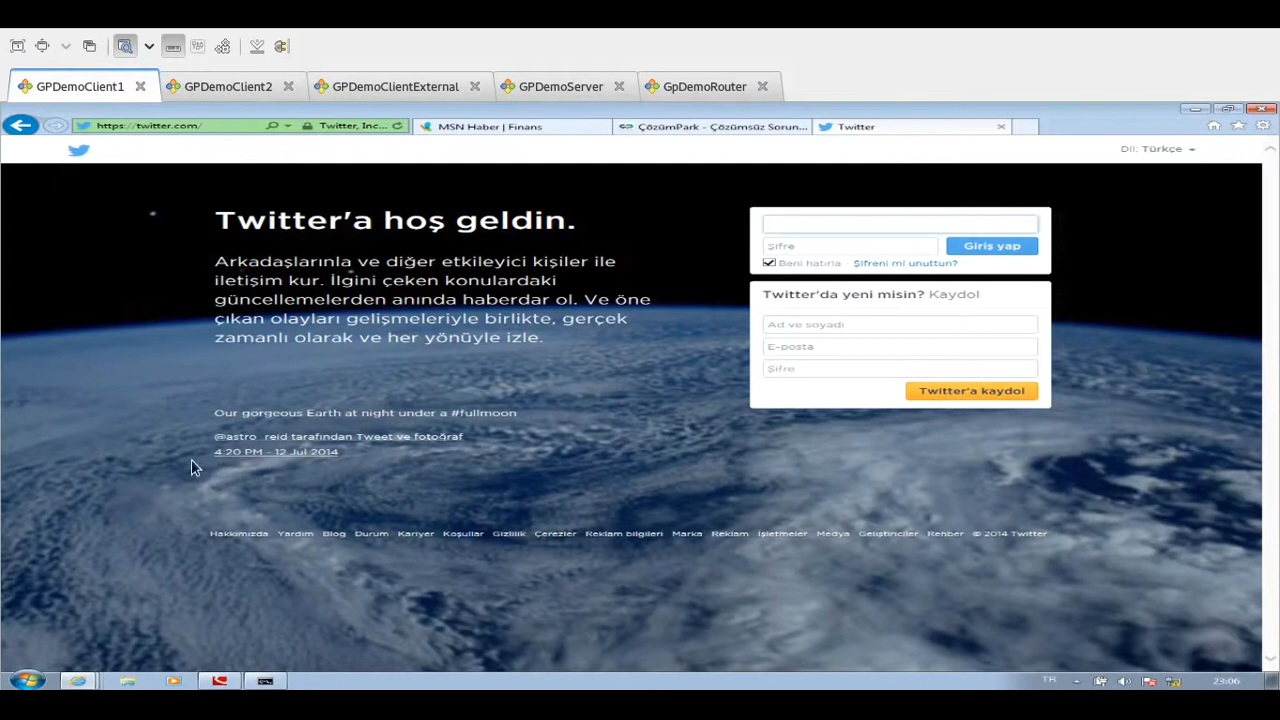 GPDemoClient1
GPDemoClient2
GPDemoClientExternal
GPDemoServer
GpDemoRouter
https://twitter.com/
Twitter, Inc...
MSN Haber | Finans
ÇözümPark - Çözümsüz Sorun...
Twitter
Dil: Türkçe
Twitter'a hoş geldin.
Arkadaşlarınla ve diğer etkileyici kişiler ile
iletişim kur. İlgini çeken konulardaki
güncellemelerden anında haberdar ol. Ve öne
çıkan olayları gelişmeleriyle birlikte, gerçek
zamanlı olarak ve her yönüyle izle.
Our gorgeous Earth at night under a #fullmoon
@astro_reid tarafından Tweet ve fotoğraf
4:20 PM - 12 Jul 2014
Şifre
Giriş yap
Beni hatırla
Şifreni mi unuttun?
Twitter'da yeni misin? Kaydol
Ad ve soyadı
E-posta
Şifre
Twitter'a kaydol
Hakkımızda Yardım Blog Durum Kariyer Koşullar Gizlilik Çerezler Reklam bilgileri Marka Reklam İşletmeler Medya Geliştiriciler Rehber © 2014 Twitter
TR
23:06